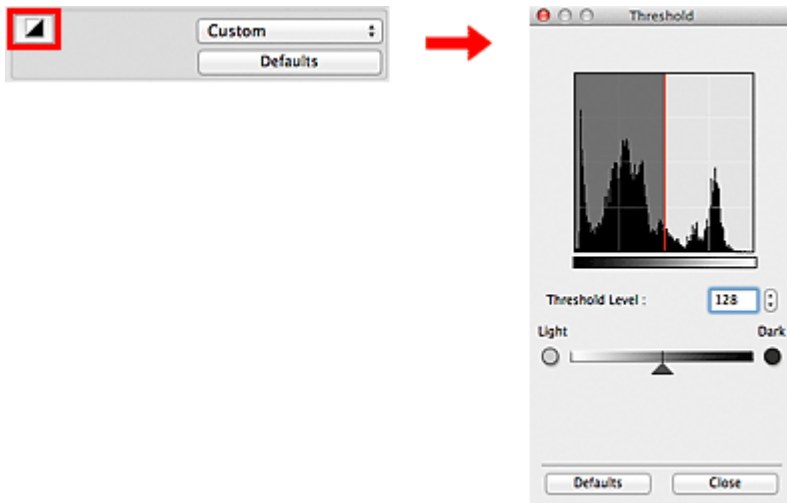 Custom
Defaults
Threshold
Threshold Level :
128
Light
Dark
Defaults
Close